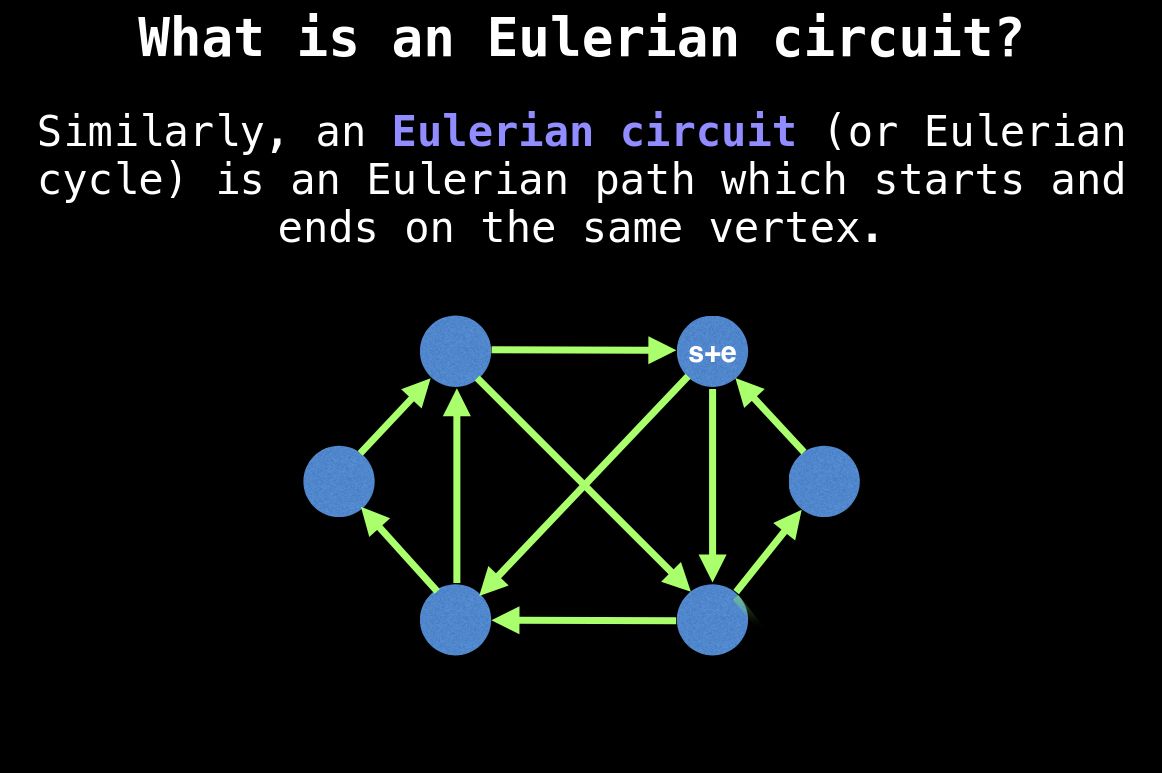 What is an Eulerian circuit?
Similarly, an Eulerian circuit (or Eulerian
cycle) is an Eulerian path which starts and
ends on the same vertex.
s+e